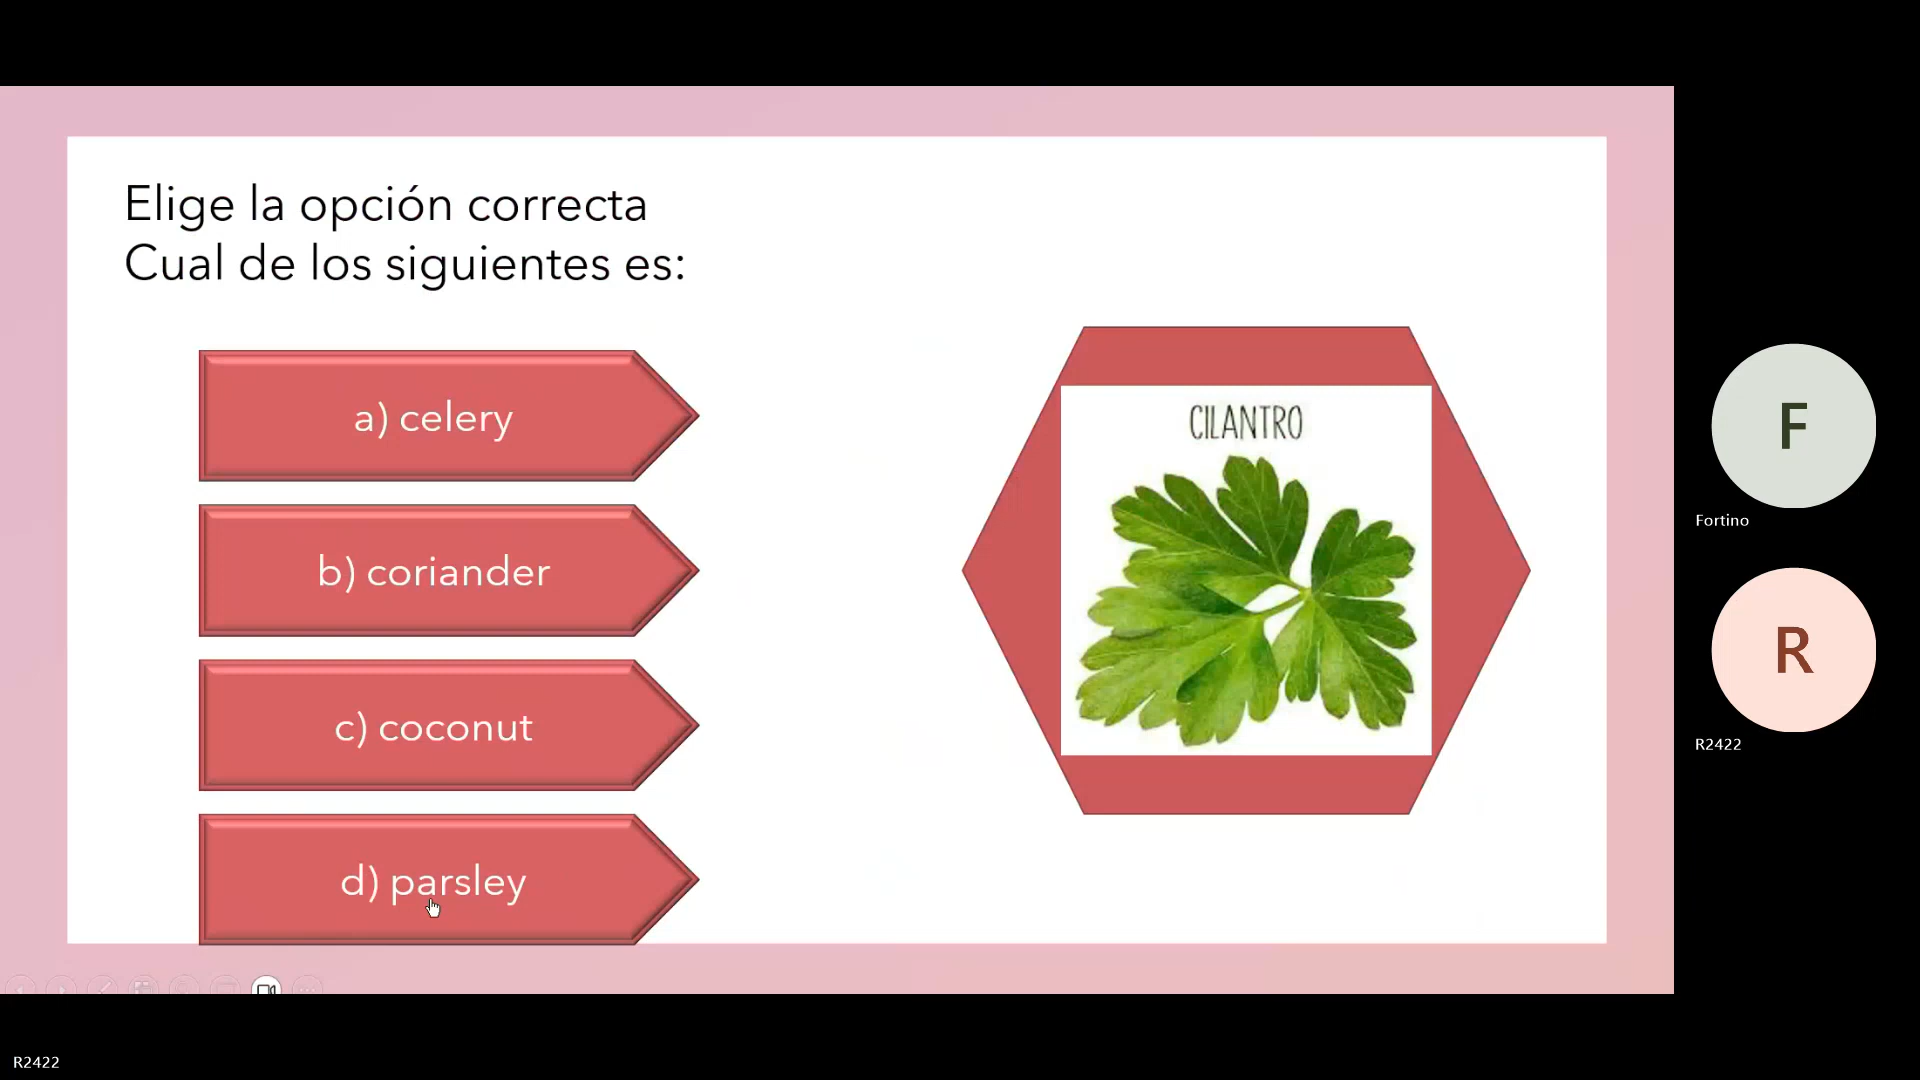 Elige la opción correcta
Cual de los siguientes es:
a) celery
b) coriander
c) coconut
d) parsley
CILANTRO
F
Fortino
R
R2422
R2422